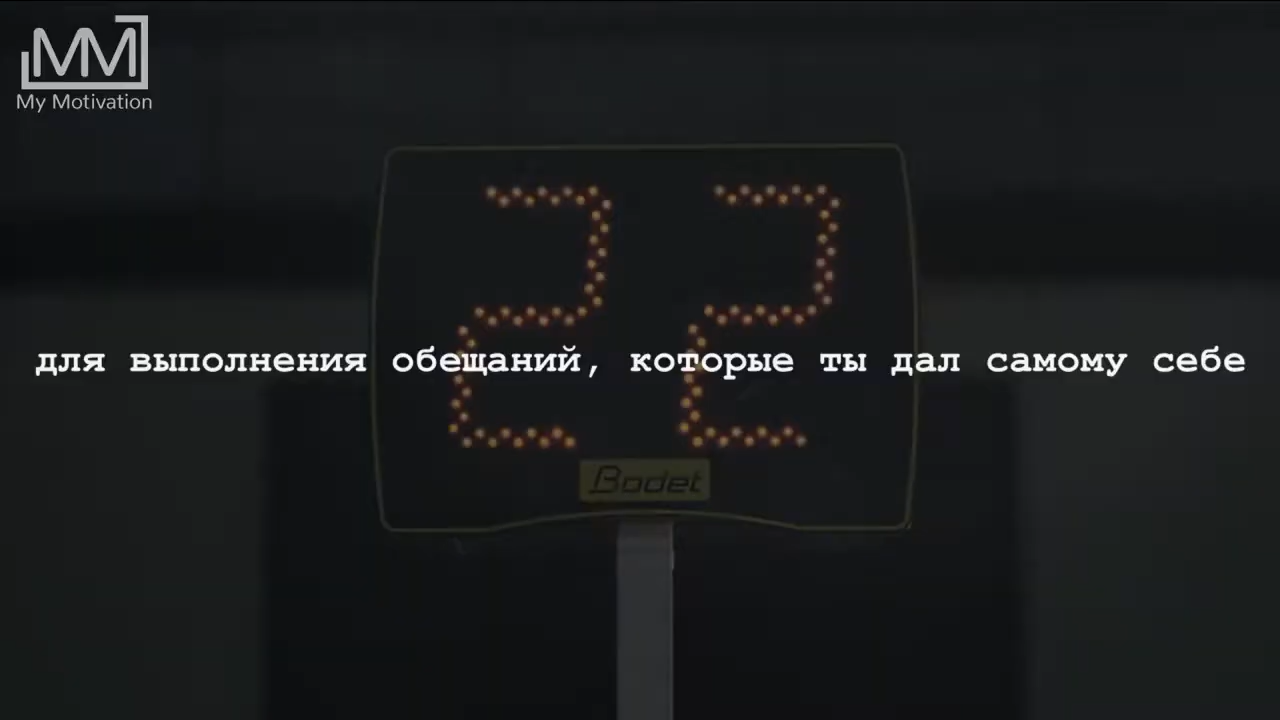 MM
My Motivation
22
для выполнения обещаний, которые ты дал самому себе
Bodet